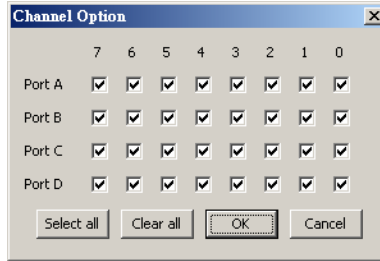 Channel Option
7 6 5 4 3 2 1 0
Port A
Port B
Port C
Port D
Select all Clear all OK Cancel